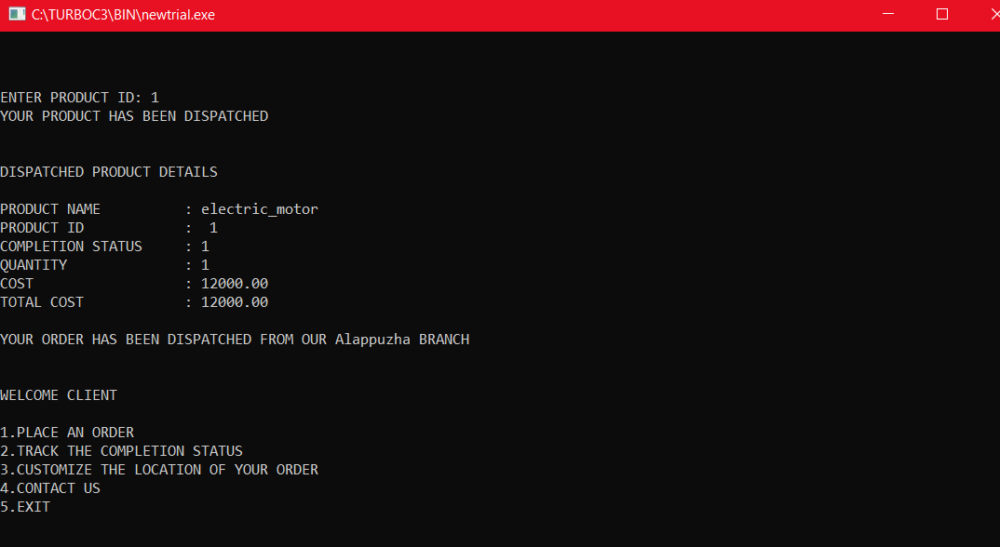 C:\TURBOC3\BIN\newtrial.exe
ENTER PRODUCT ID: 1
YOUR PRODUCT HAS BEEN DISPATCHED
DISPATCHED PRODUCT DETAILS
PRODUCT NAME          : electric_motor
PRODUCT ID            :  1
COMPLETION STATUS     : 1
QUANTITY              : 1
COST                  : 12000.00
TOTAL COST            : 12000.00
YOUR ORDER HAS BEEN DISPATCHED FROM OUR Alappuzha BRANCH
WELCOME CLIENT
1.PLACE AN ORDER
2.TRACK THE COMPLETION STATUS
3.CUSTOMIZE THE LOCATION OF YOUR ORDER
4.CONTACT US
5.EXIT